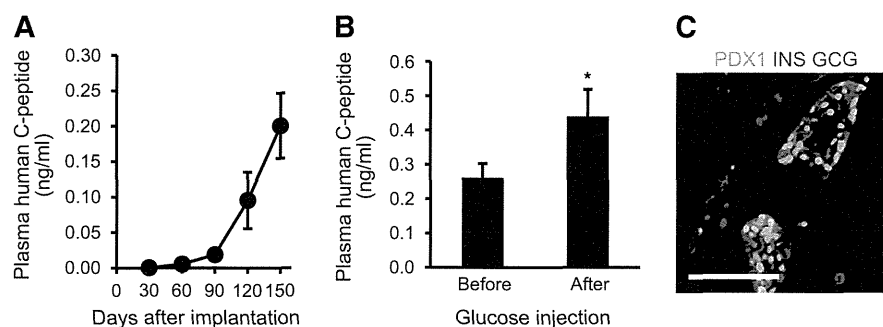 A
Plasma human C-peptide
(ng/ml)
0.30
0.25
0.20
0.15
0.10
0.05
0.00
0 30 60 90 120 150
Days after implantation
B
Plasma human C-peptide
(ng/ml)
0.6
0.5
0.4
0.3
0.2
0.1
0.0
*
Before After
Glucose injection
C
PDX1 INS GCG